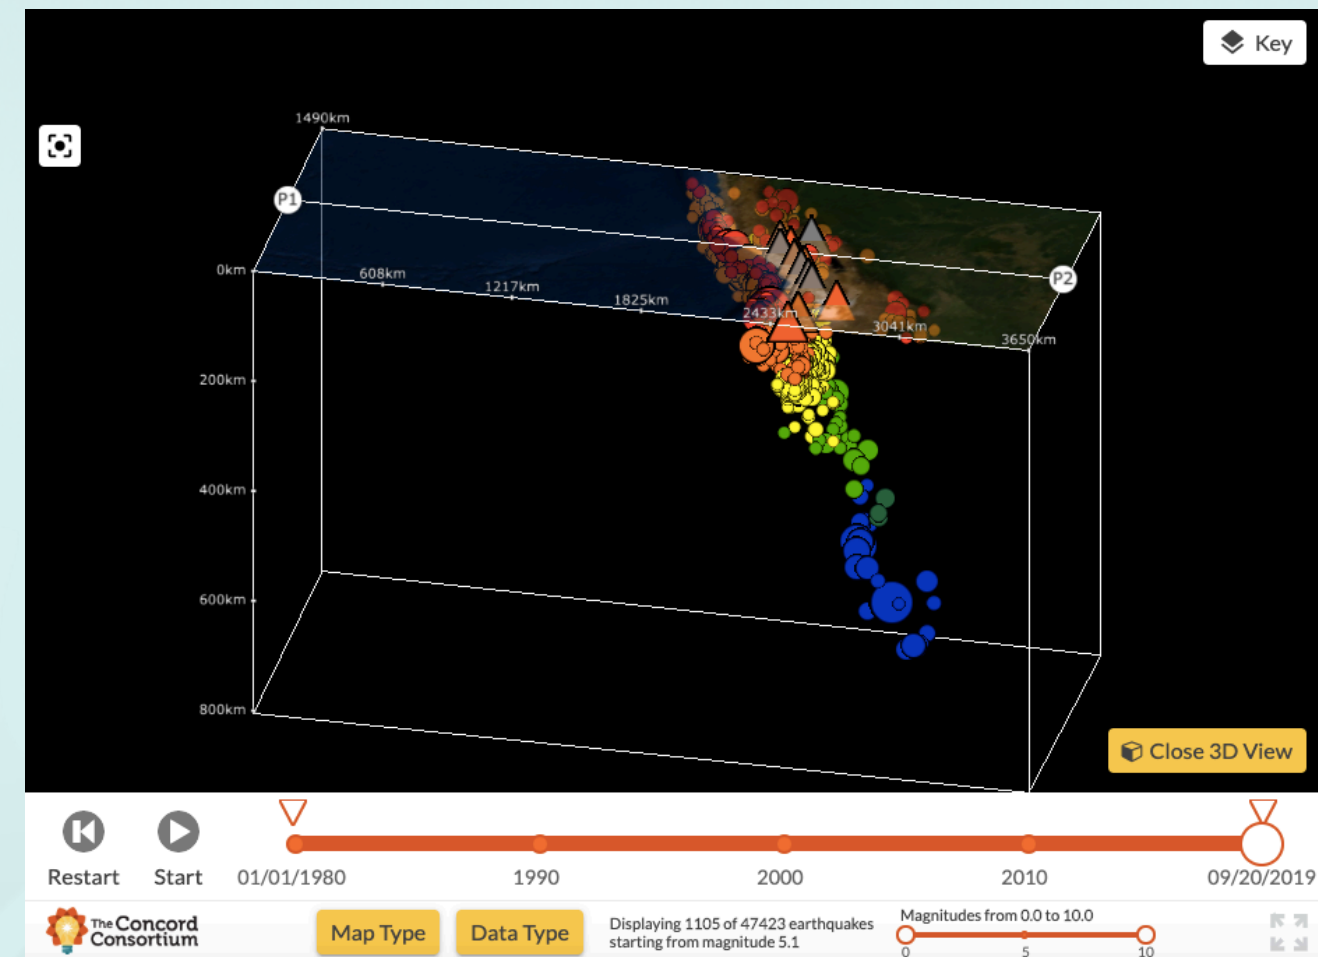 Key
1490km
P1
0km
608km
1217km
1825km
2433km
3041km
3650km
P2
200km
400km
600km
800km
Close 3D View
Restart
Start
01/01/1980
1990
2000
2010
09/20/2019
The Concord
Consortium
Map Type
Data Type
Displaying 1105 of 47423 earthquakes
starting from magnitude 5.1
Magnitudes from 0.0 to 10.0
0
5
10